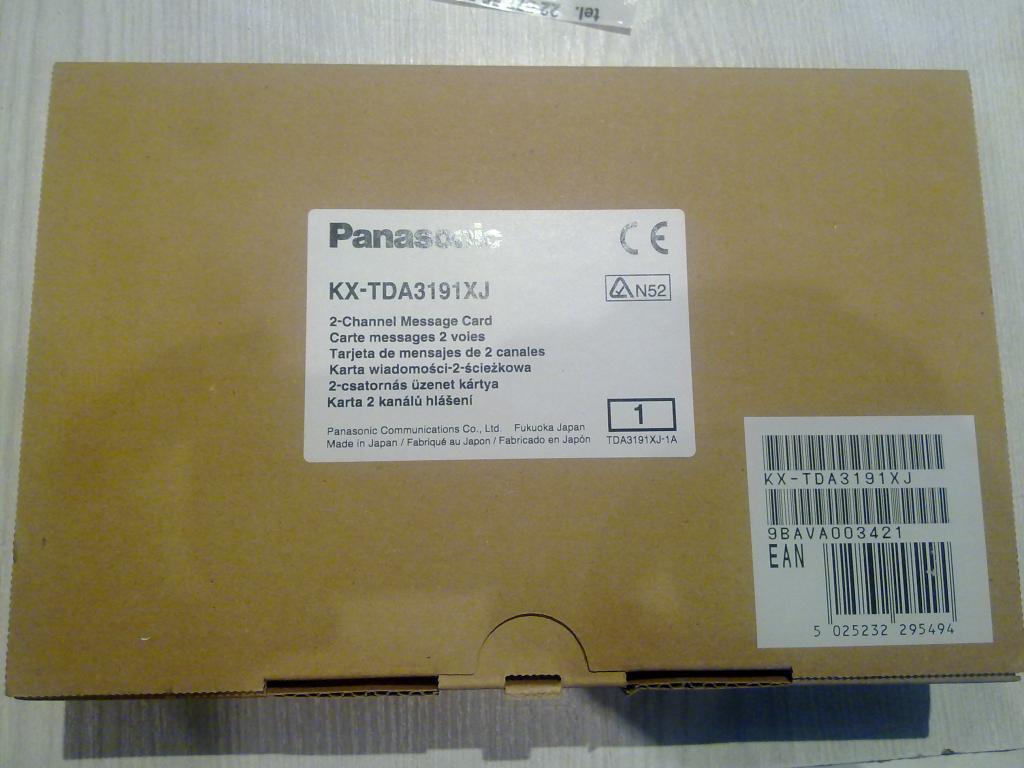 tel. 22
Panasonic
CE
KX-TDA3191XJ
N52
2-Channel Message Card
Carte messages 2 voies
Tarjeta de mensajes de 2 canales
Karta wiadomości-2-ścieżkowa
2-csatornás üzenet kártya
Karta 2 kanálů hlášení
1
Panasonic Communications Co., Ltd. Fukuoka Japan
Made in Japan / Fabriqué au Japon / Fabricado en Japón
TDA3191XJ-1A
KX-TDA3191XJ
9BAVA003421
EAN
5 025232 295494